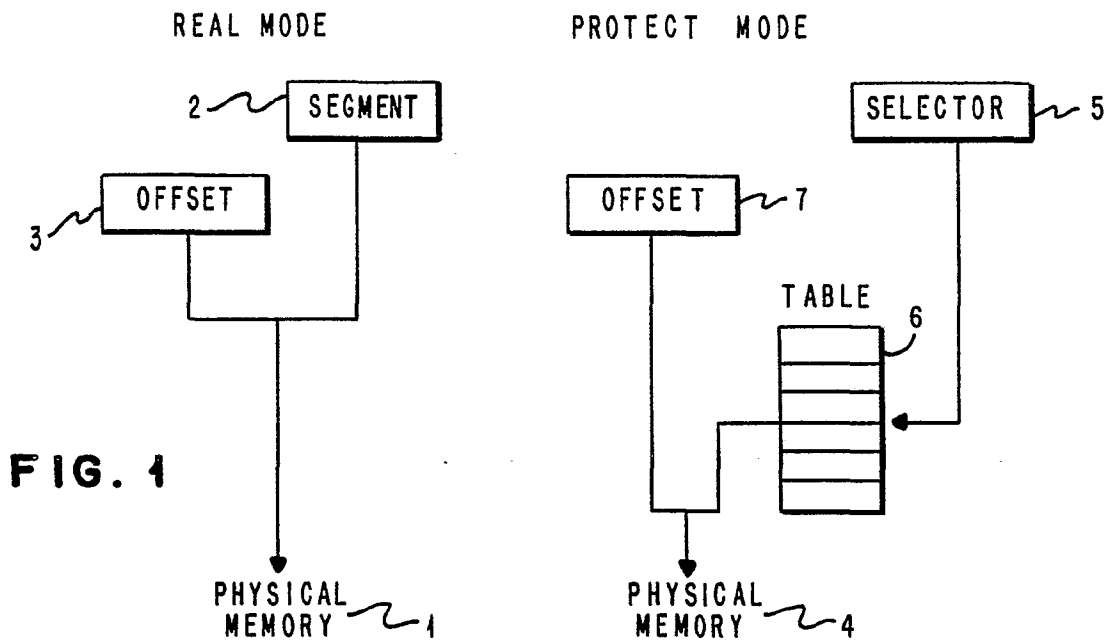 REAL MODE
PROTECT MODE
2
SEGMENT
SELECTOR
5
3
OFFSET
OFFSET
7
TABLE
6
FIG. 1
PHYSICAL
MEMORY
1
PHYSICAL
MEMORY
4